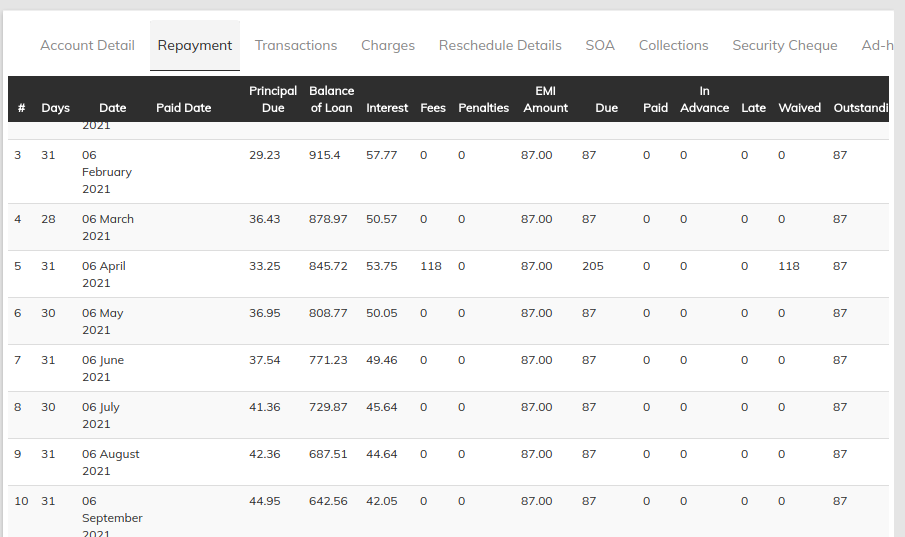 Account Detail Repayment Transactions Charges Reschedule Details SOA Collections Security Cheque Ad-h
# Days Date Paid Date Principal Due Balance of Loan Interest Fees Penalties EMI Amount Due Paid In Advance Late Waived Outstandi
2021
3 31 06 February 2021 29.23 915.4 57.77 0 0 87.00 87 0 0 0 0 87
4 28 06 March 2021 36.43 878.97 50.57 0 0 87.00 87 0 0 0 0 87
5 31 06 April 2021 33.25 845.72 53.75 118 0 87.00 205 0 0 0 118 87
6 30 06 May 2021 36.95 808.77 50.05 0 0 87.00 87 0 0 0 0 87
7 31 06 June 2021 37.54 771.23 49.46 0 0 87.00 87 0 0 0 0 87
8 30 06 July 2021 41.36 729.87 45.64 0 0 87.00 87 0 0 0 0 87
9 31 06 August 2021 42.36 687.51 44.64 0 0 87.00 87 0 0 0 0 87
10 31 06 September 2021 44.95 642.56 42.05 0 0 87.00 87 0 0 0 0 87